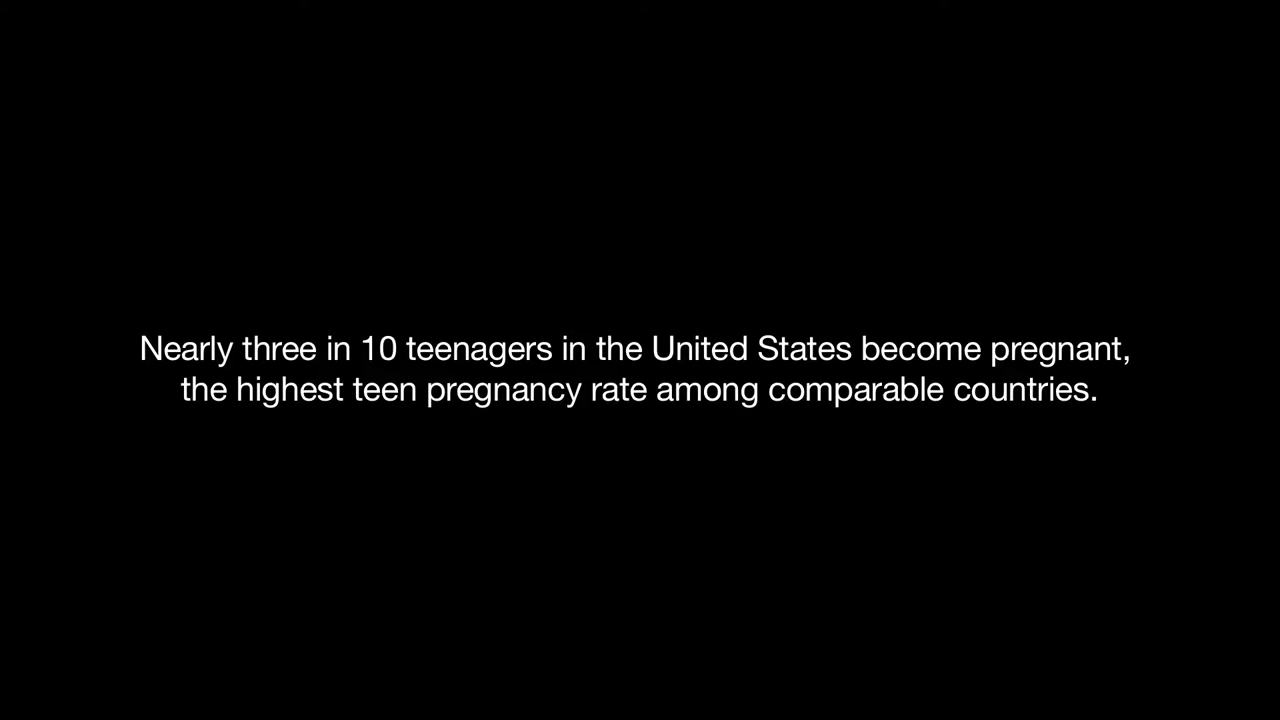 Nearly three in 10 teenagers in the United States become pregnant,
the highest teen pregnancy rate among comparable countries.